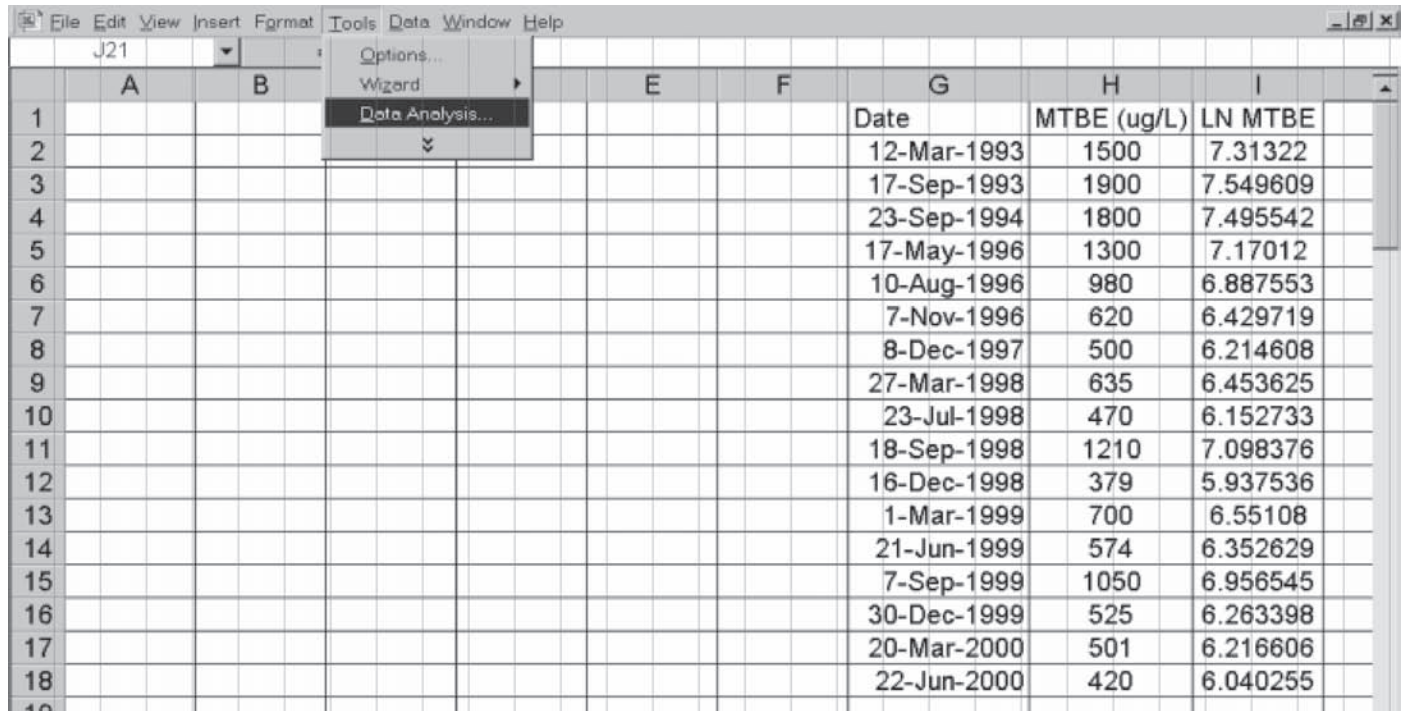 File Edit View Insert Format Tools Data Window Help
J21
Options...
Wizard
Data Analysis...
A B E F G H I
1 Date MTBE (ug/L) LN MTBE
2 12-Mar-1993 1500 7.31322
3 17-Sep-1993 1900 7.549609
4 23-Sep-1994 1800 7.495542
5 17-May-1996 1300 7.17012
6 10-Aug-1996 980 6.887553
7 7-Nov-1996 620 6.429719
8 8-Dec-1997 500 6.214608
9 27-Mar-1998 635 6.453625
10 23-Jul-1998 470 6.152733
11 18-Sep-1998 1210 7.098376
12 16-Dec-1998 379 5.937536
13 1-Mar-1999 700 6.55108
14 21-Jun-1999 574 6.352629
15 7-Sep-1999 1050 6.956545
16 30-Dec-1999 525 6.263398
17 20-Mar-2000 501 6.216606
18 22-Jun-2000 420 6.040255